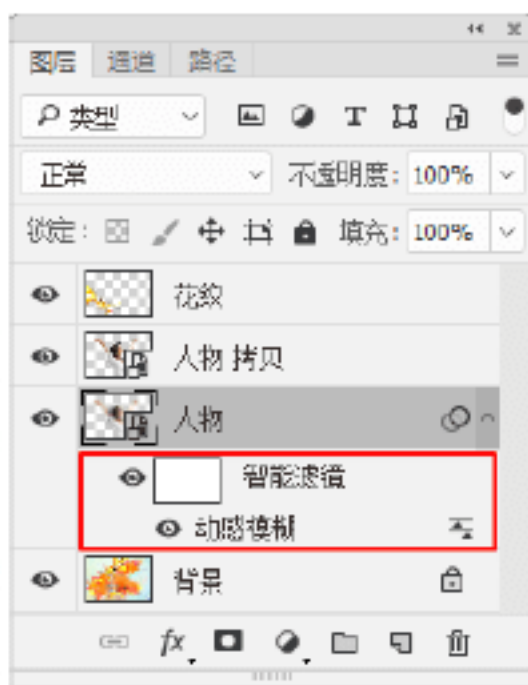 图层 通道 路径
类型 T
正常 不透明度: 100%
锁定: 填充: 100%
花纹
人物 拷贝
人物
智能滤镜
动感模糊
背景
fx